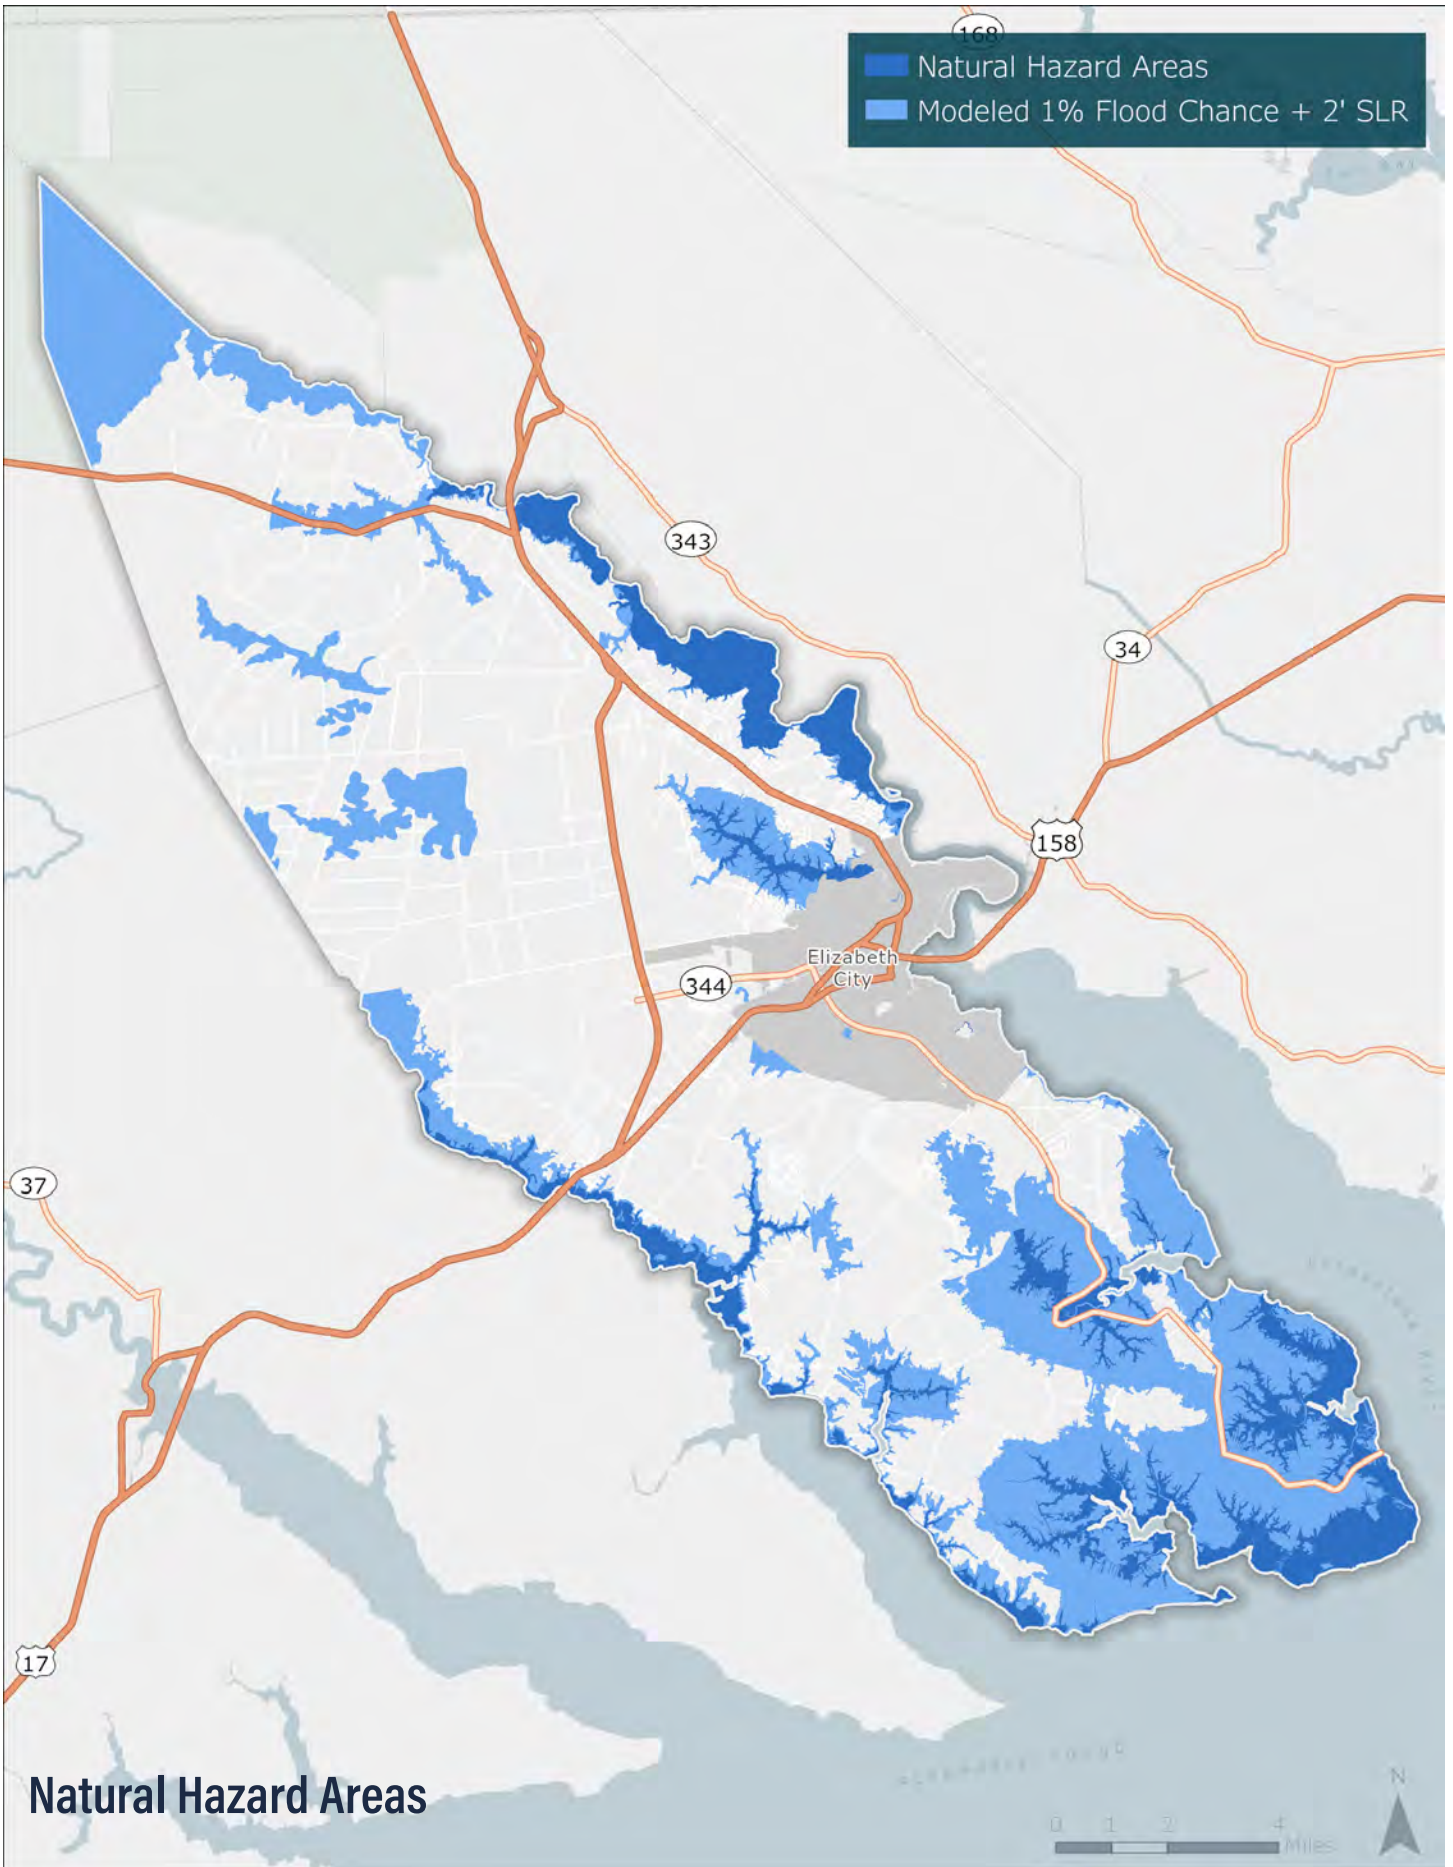 168
Natural Hazard Areas
Modeled 1% Flood Chance + 2' SLR
343
34
158
Elizabeth
City
344
37
17
Natural Hazard Areas
N
0 1 2 4
Miles